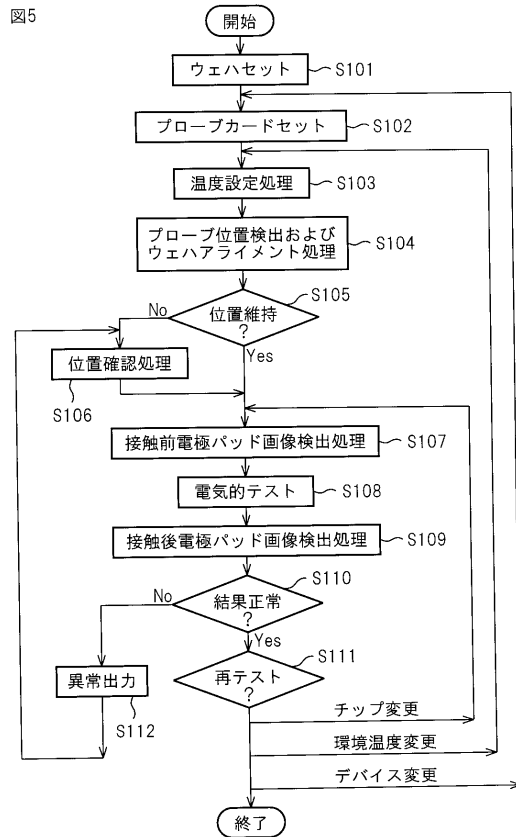 図5
開始
ウェハセット
S101
プローブカードセット
S102
温度設定処理
S103
プローブ位置検出および
ウェハアライメント処理
S104
位置維持
?
S105
No
Yes
位置確認処理
S106
接触前電極パッド画像検出処理
S107
電気的テスト
S108
接触後電極パッド画像検出処理
S109
結果正常
?
S110
No
Yes
異常出力
S112
再テスト
?
S111
チップ変更
環境温度変更
デバイス変更
終了